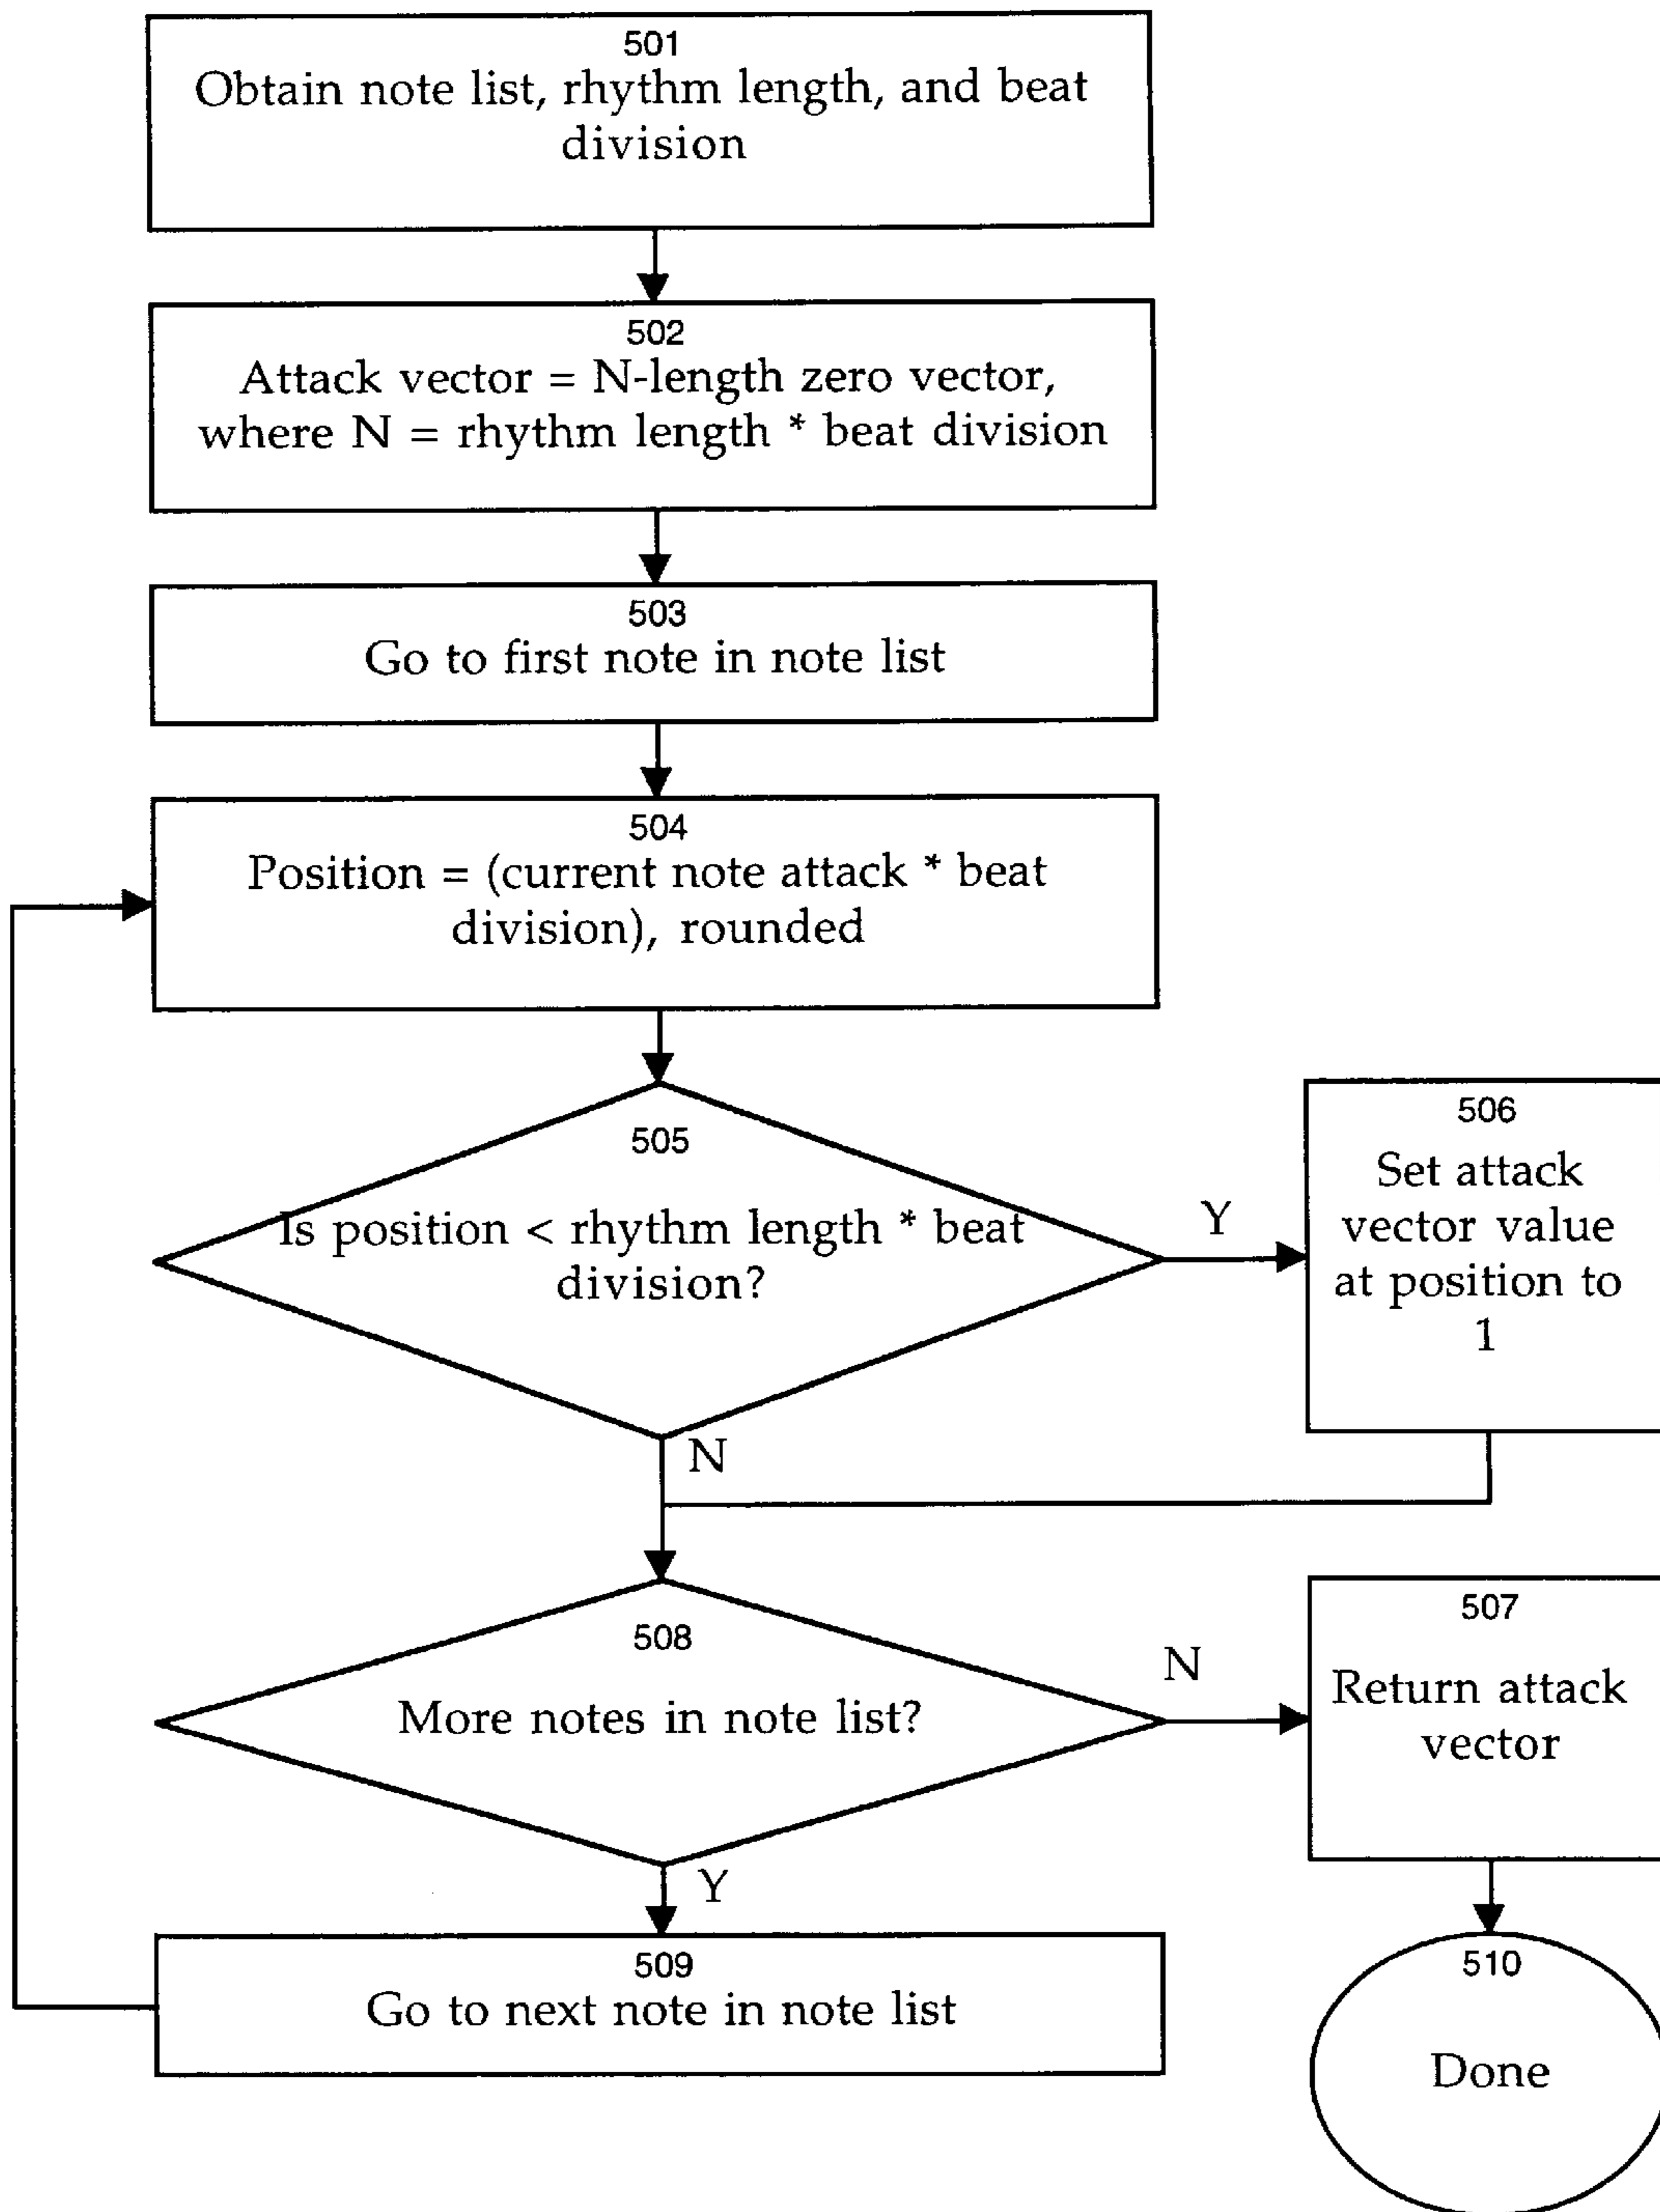 501
Obtain note list, rhythm length, and beat
division
502
Attack vector = N-length zero vector,
where N = rhythm length * beat division
503
Go to first note in note list
504
Position = (current note attack * beat
division), rounded
505
Is position < rhythm length * beat
division?
Y
506
Set attack
vector value
at position to
1
N
508
More notes in note list?
N
507
Return attack
vector
Y
509
Go to next note in note list
510
Done